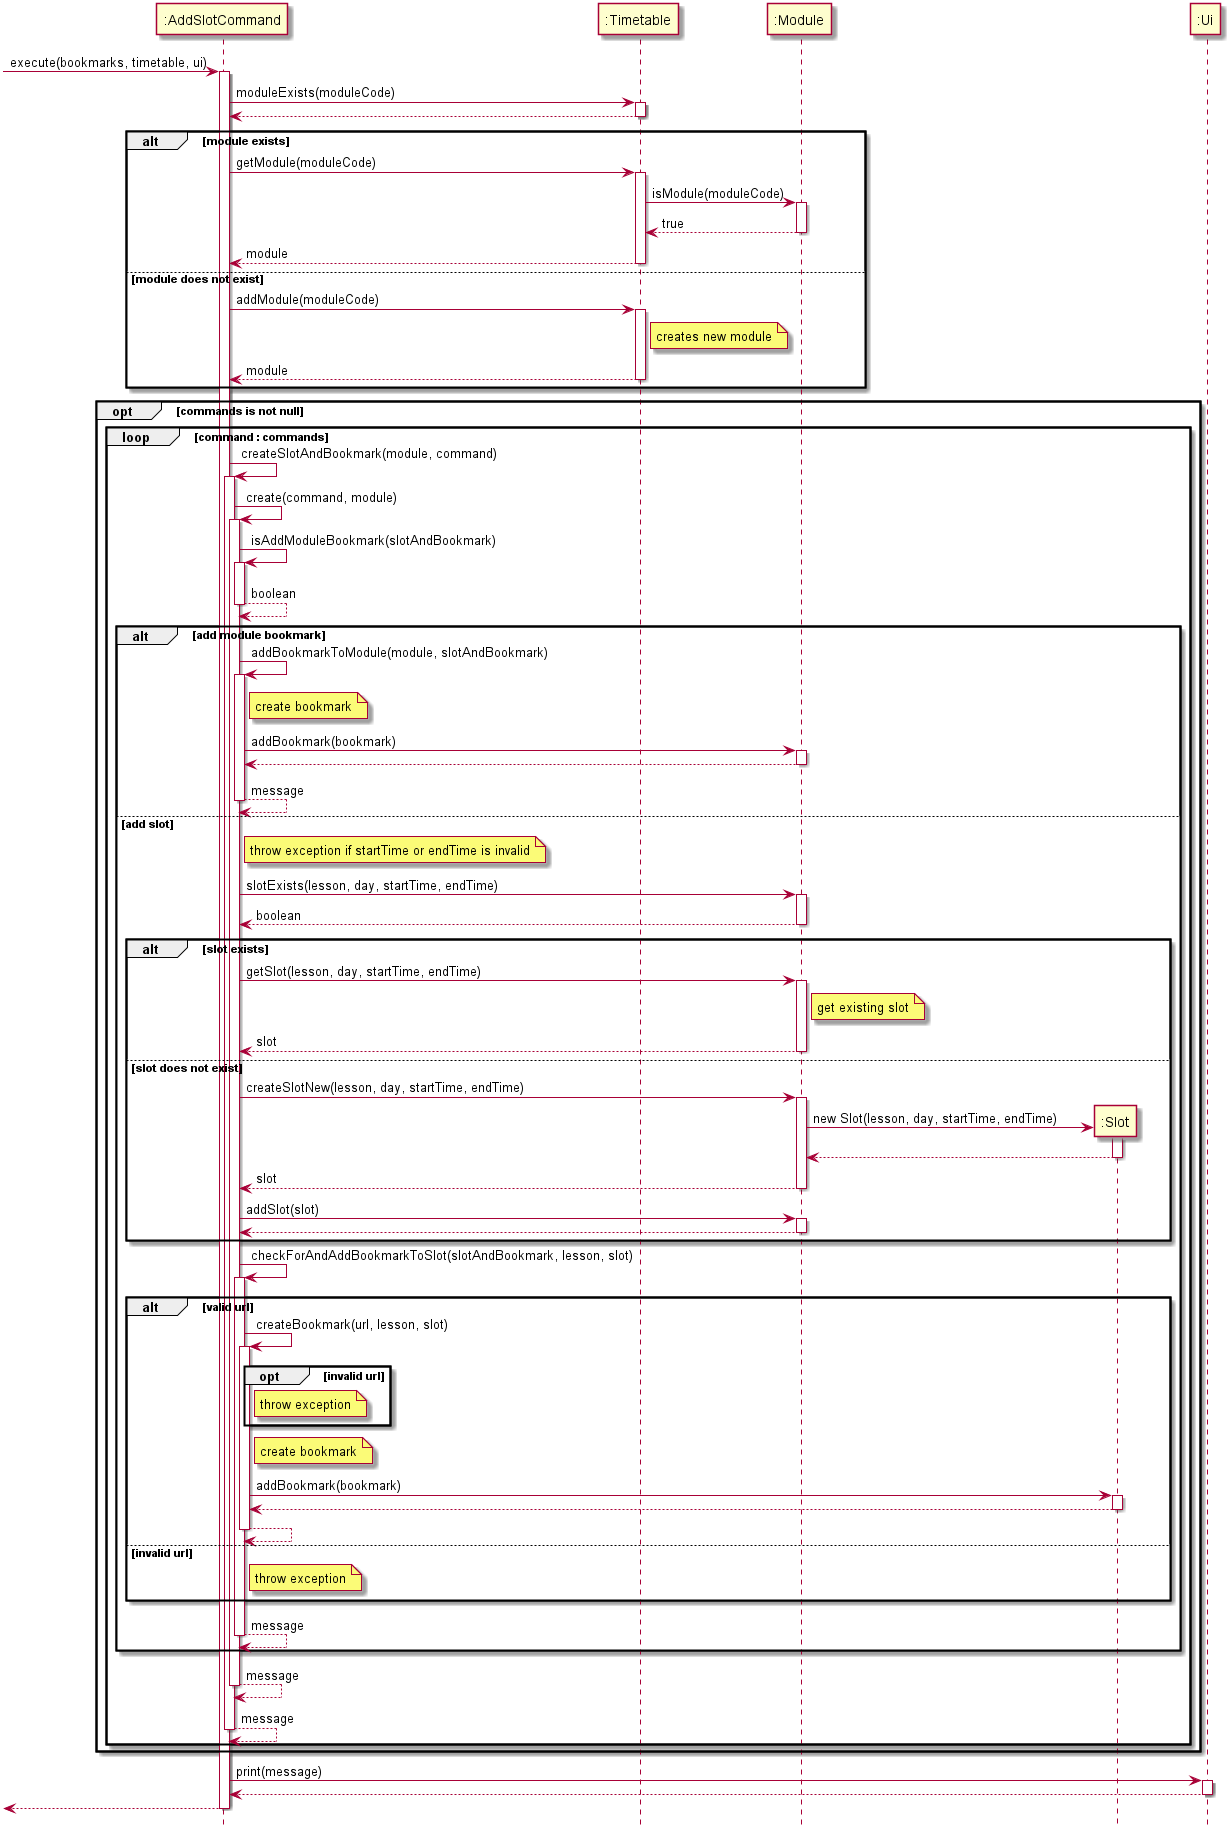 :AddSlotCommand
:Timetable
:Module
:Ui
execute(bookmarks, timetable, ui)
moduleExists(moduleCode)
alt
[module exists]
getModule(moduleCode)
isModule(moduleCode)
true
module
[module does not exist]
addModule(moduleCode)
creates new module
module
opt
[commands is not null]
loop
[command : commands]
createSlotAndBookmark(module, command)
create(command, module)
isAddModuleBookmark(slotAndBookmark)
boolean
alt
[add module bookmark]
addBookmarkToModule(module, slotAndBookmark)
create bookmark
addBookmark(bookmark)
message
[add slot]
throw exception if startTime or endTime is invalid
slotExists(lesson, day, startTime, endTime)
boolean
alt
[slot exists]
getSlot(lesson, day, startTime, endTime)
get existing slot
slot
[slot does not exist]
createSlotNew(lesson, day, startTime, endTime)
new Slot(lesson, day, startTime, endTime)
:Slot
slot
addSlot(slot)
checkForAndAddBookmarkToSlot(slotAndBookmark, lesson, slot)
alt
[valid url]
createBookmark(url, lesson, slot)
opt
[invalid url]
throw exception
create bookmark
addBookmark(bookmark)
[invalid url]
throw exception
message
message
message
print(message)